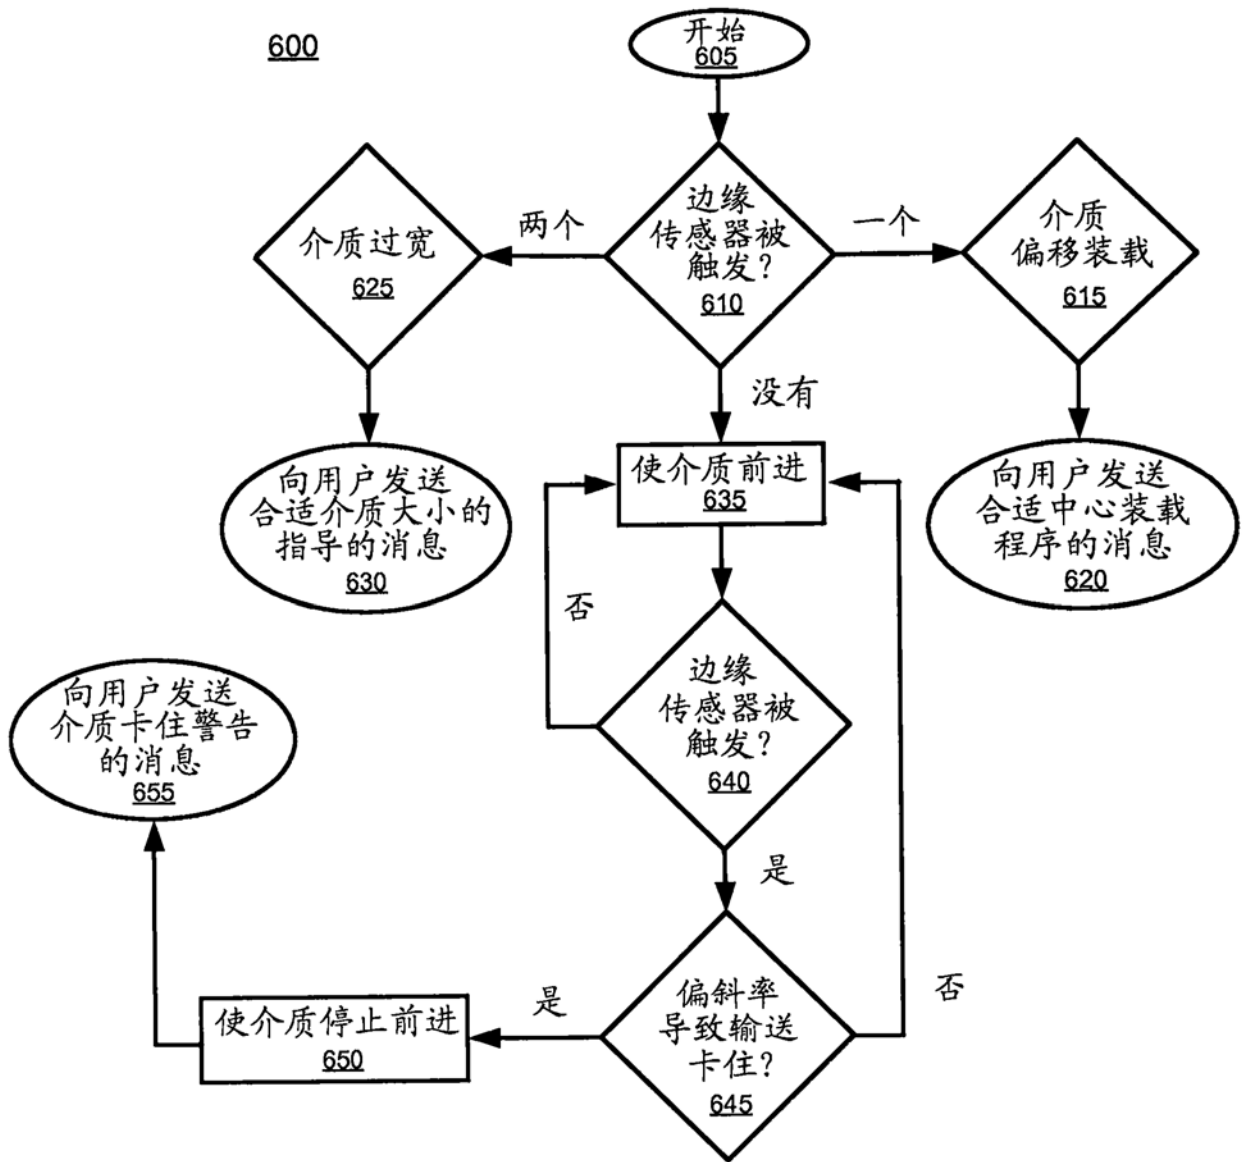 600
开始
605
边缘
传感器被
触发?
610
两个
一个
没有
介质过宽
625
介质
偏移装载
615
向用户发送
合适介质大小的
指导的消息
630
使介质前进
635
向用户发送
合适中心装载
程序的消息
620
否
边缘
传感器被
触发?
640
是
向用户发送
介质卡住警告
的消息
655
偏斜率
导致输送
卡住?
645
是
否
使介质停止前进
650